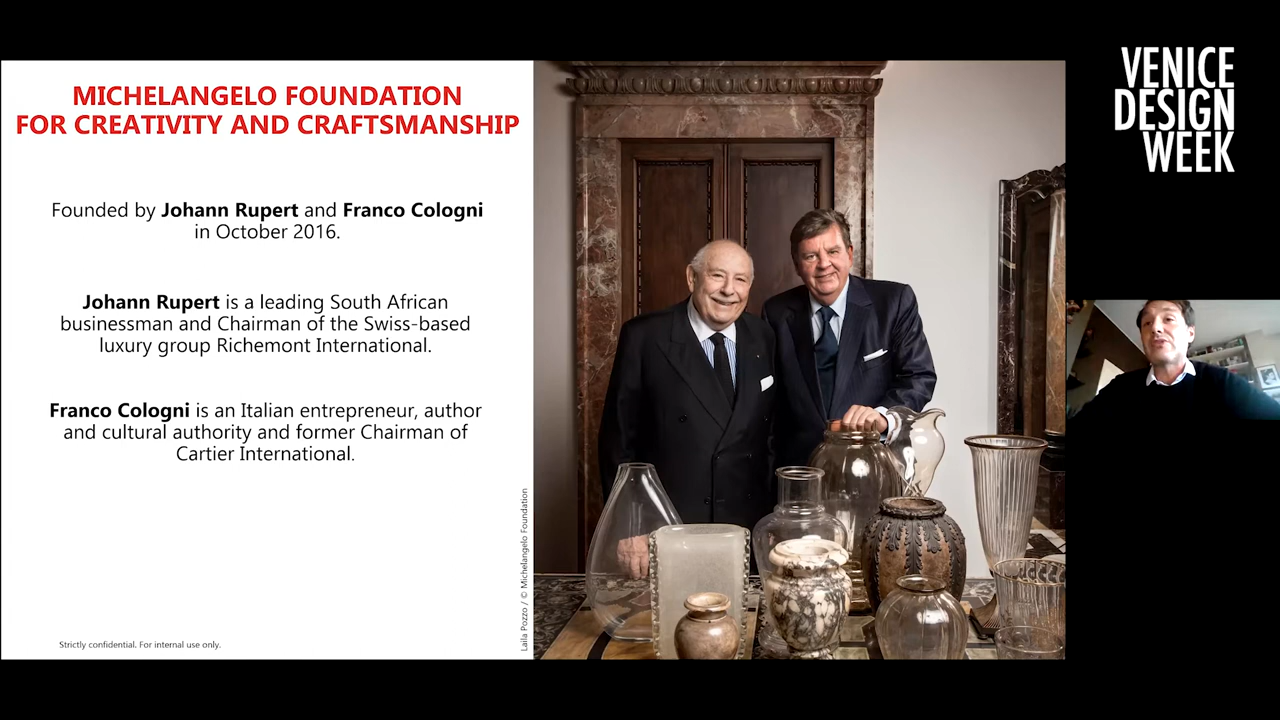 MICHELANGELO FOUNDATION
FOR CREATIVITY AND CRAFTSMANSHIP
Founded by Johann Rupert and Franco Cologni
in October 2016.
Johann Rupert is a leading South African
businessman and Chairman of the Swiss-based
luxury group Richemont International.
Franco Cologni is an Italian entrepreneur, author
and cultural authority and former Chairman of
Cartier International.
Strictly confidential. For internal use only.
Laila Pozzo / © Michelangelo Foundation
VENICE
DESIGN
WEEK